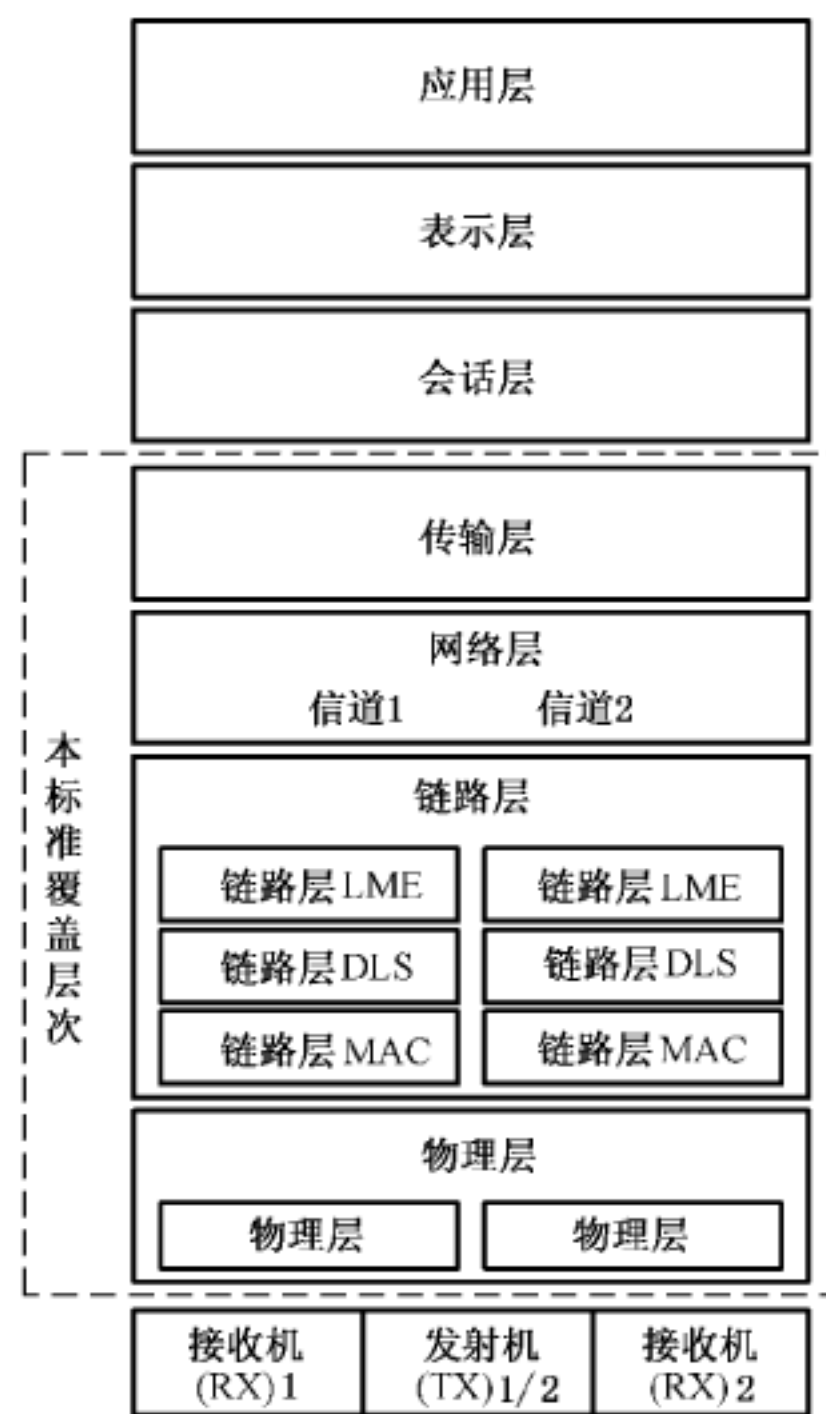 应用层
表示层
会话层
传输层
网络层
信道1 信道2
本标准覆盖层次
链路层
链路层LME 链路层LME
链路层DLS 链路层DLS
链路层MAC 链路层MAC
物理层
物理层 物理层
接收机 发射机 接收机
(RX)1 (TX)1/2 (RX)2